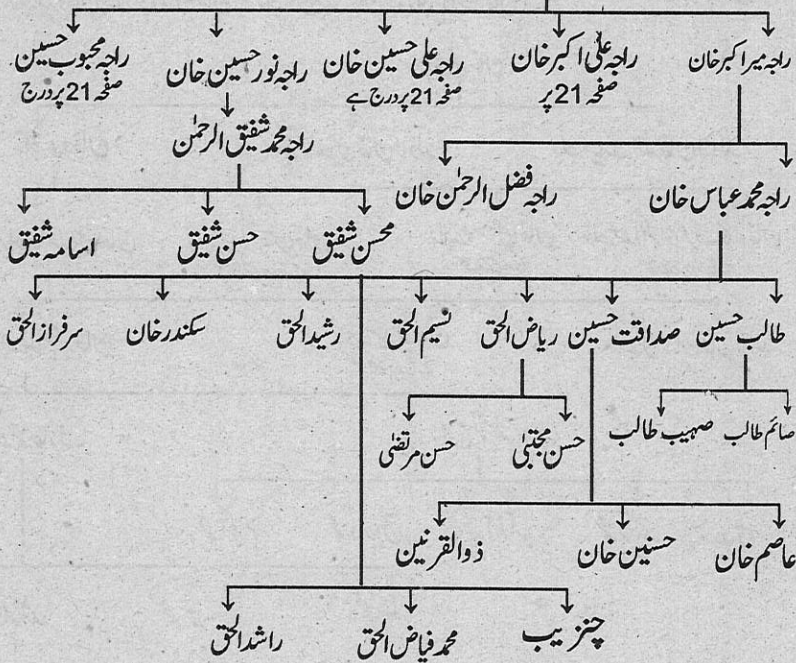 راجہ میر اکبر خان راجہ علی اکبر خان راجہ علی حسین خان راجہ نور حسین خان راجہ محبوب حسین
صفحہ 21 پر صفحہ 21 پر درج ہے صفحہ 21 پر درج
راجہ محمد شفیق الرحمٰن
راجہ محمد عباس خان راجہ فضل الرحمٰن خان
محسن شفیق حسن شفیق اسامہ شفیق
طالب حسین صداقت حسین ریاض الحق نسیم الحق رشید الحق سکندر خان سرفراز الحق
صائم طالب صہیب طالب حسن مجتبیٰ حسن مرتضیٰ
عاصم خان حسنین خان ذوالقرنین
چنزیب محمد فیاض الحق راشد الحق